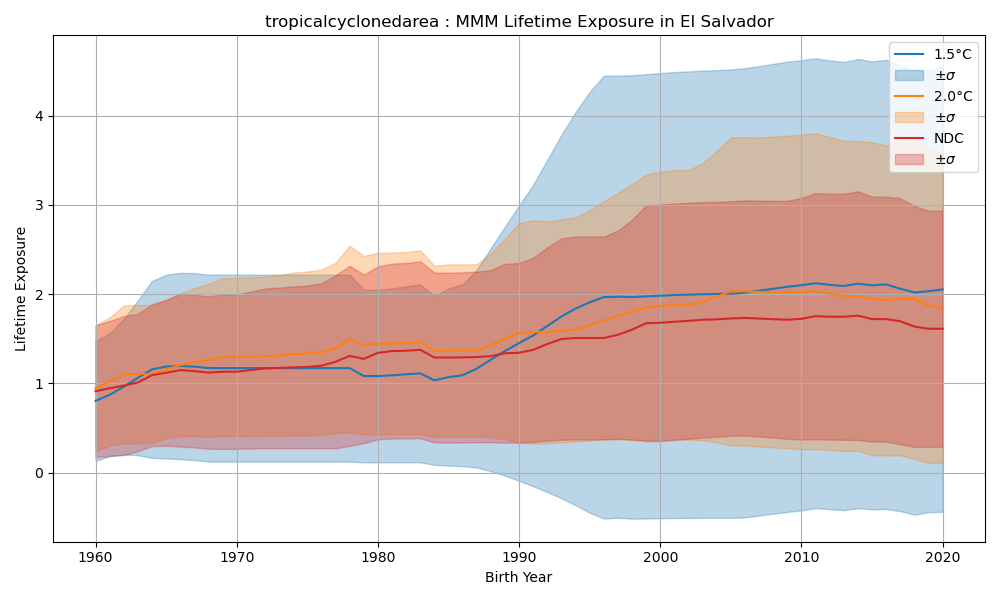 tropicalcyclonedarea : MMM Lifetime Exposure in El Salvador
1.5°C
±σ
2.0°C
±σ
NDC
±σ
Lifetime Exposure
4
3
2
1
0
1960 1970 1980 1990 2000 2010 2020
Birth Year